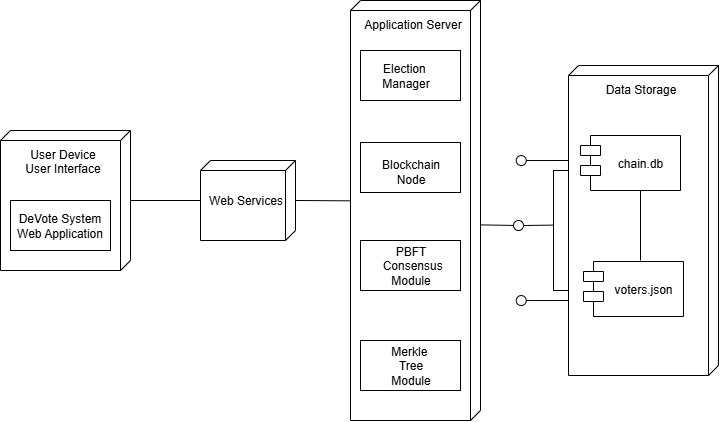 User Device
User Interface
DeVote System
Web Application
Web Services
Application Server
Election
Manager
Blockchain
Node
PBFT
Consensus
Module
Merkle
Tree
Module
Data Storage
chain.db
voters.json